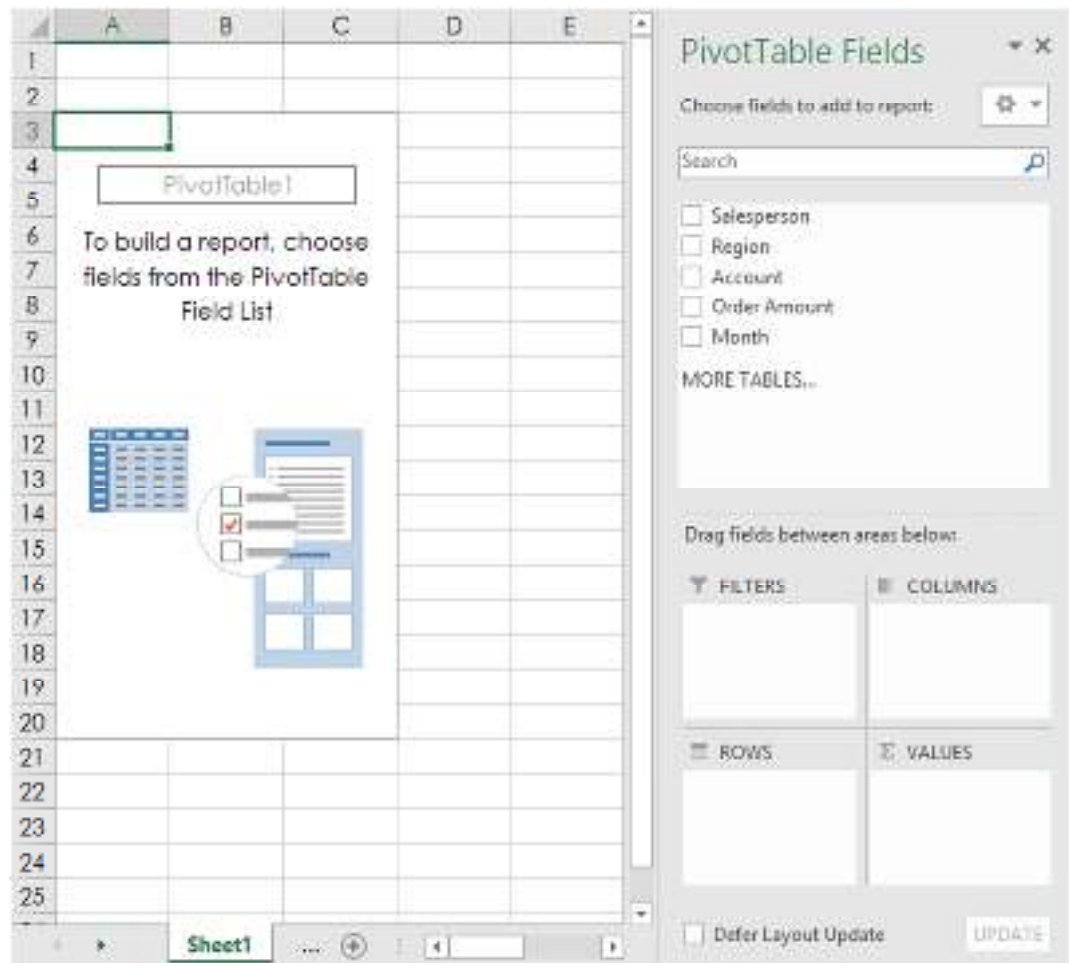 A B C D E
1
2
3
4
5
6
7
8
9
10
11
12
13
14
15
16
17
18
19
20
21
22
23
24
25
PivotTable1
To build a report, choose
fields from the PivotTable
Field List
Sheet1 ...
PivotTable Fields
Choose fields to add to report:
Search
Salesperson
Region
Account
Order Amount
Month
MORE TABLES...
Drag fields between areas below:
FILTERS
COLUMNS
ROWS
Σ VALUES
Defer Layout Update
UPDATE